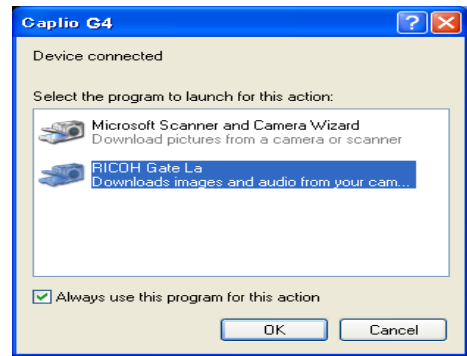 Caplio G4
Device connected
Select the program to launch for this action:
Microsoft Scanner and Camera Wizard
Download pictures from a camera or scanner
RICOH Gate La
Downloads images and audio from your cam...
Always use this program for this action
OK Cancel